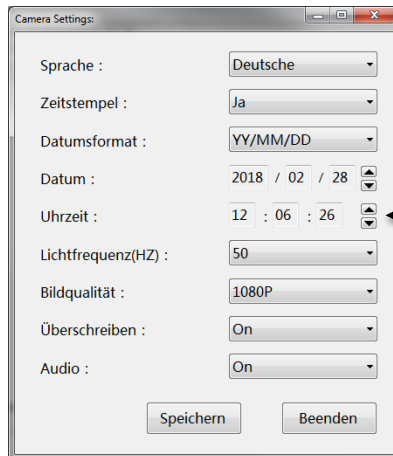 Camera Settings:
Sprache : Deutsche
Zeitstempel : Ja
Datumsformat : YY/MM/DD
Datum : 2018 / 02 / 28
Uhrzeit : 12 : 06 : 26
Lichtfrequenz(HZ) : 50
Bildqualität : 1080P
Überschreiben : On
Audio : On
Speichern Beenden